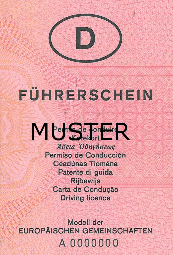 D
FÜHRERSCHEIN
MUSTER
Permiso de Conducción
Ceadúnas Tiomána
Patente di guida
Rijbewijs
Carta de Condução
Driving licence
Modell der
EUROPÄISCHEN GEMEINSCHAFTEN
A 0000000